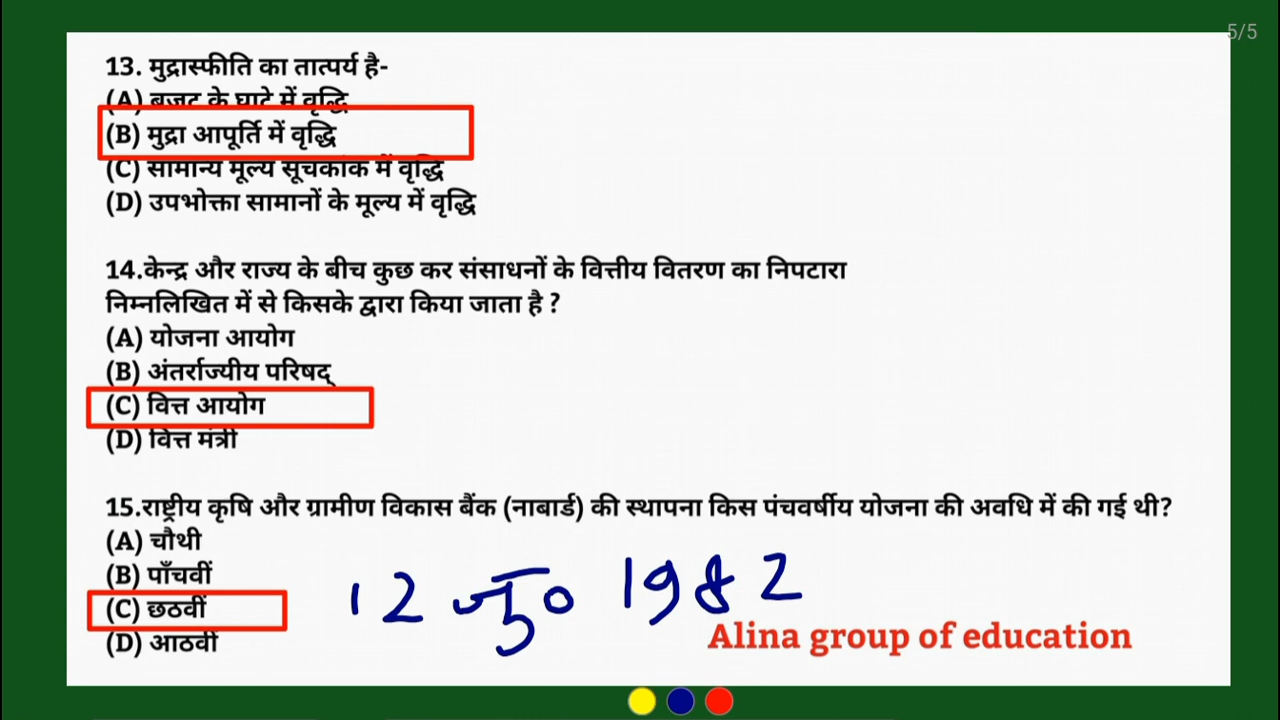 5/5
13. मुद्रास्फीति का तात्पर्य है-
(A) बजट के घाटे में वृद्धि
(B) मुद्रा आपूर्ति में वृद्धि
(C) सामान्य मूल्य सूचकांक में वृद्धि
(D) उपभोक्ता सामानों के मूल्य में वृद्धि
14.केन्द्र और राज्य के बीच कुछ कर संसाधनों के वित्तीय वितरण का निपटारा
निम्नलिखित में से किसके द्वारा किया जाता है ?
(A) योजना आयोग
(B) अंतर्राज्यीय परिषद्
(C) वित्त आयोग
(D) वित्त मंत्री
15.राष्ट्रीय कृषि और ग्रामीण विकास बैंक (नाबार्ड) की स्थापना किस पंचवर्षीय योजना की अवधि में की गई थी?
(A) चौथी
(B) पाँचवीं
(C) छठवीं
(D) आठवीं
12 जु० 1982
Alina group of education